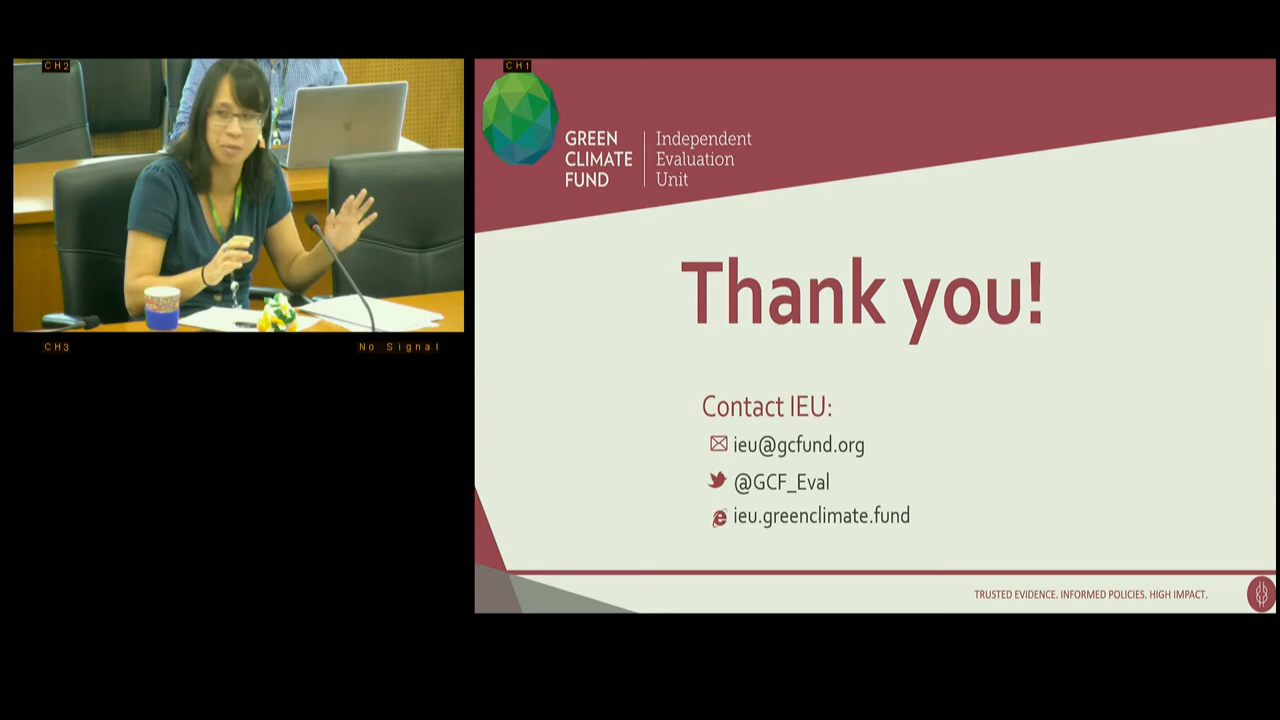 CH2
CH1
GREEN
CLIMATE
FUND
Independent
Evaluation
Unit
Thank you!
Contact IEU:
ieu@gcfund.org
@GCF_Eval
ieu.greenclimate.fund
TRUSTED EVIDENCE. INFORMED POLICIES. HIGH IMPACT.
CH3
No Signal